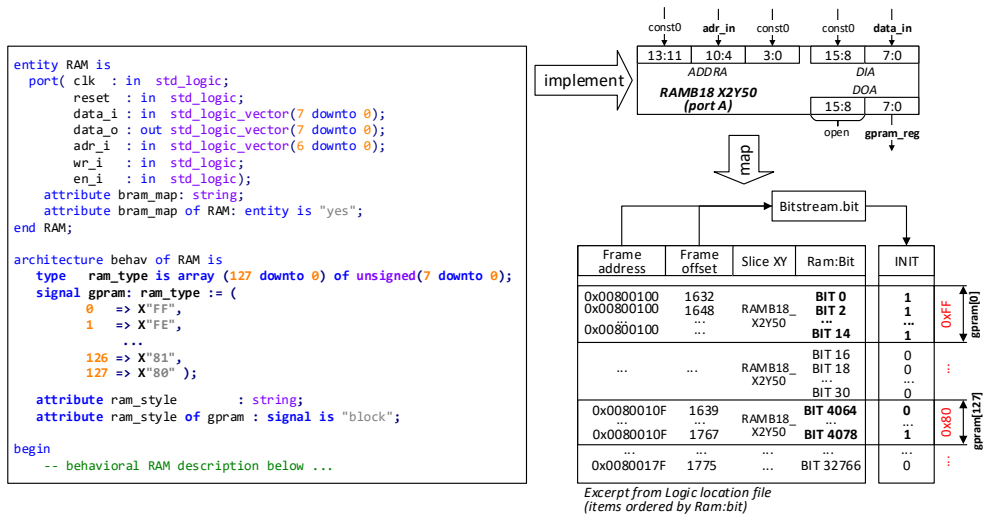 entity RAM is
port( clk : in std_logic;
reset : in std_logic;
data_i : in std_logic_vector(7 downto 0);
data_o : out std_logic_vector(7 downto 0);
adr_i : in std_logic_vector(6 downto 0);
wr_i : in std_logic;
en_i : in std_logic);
attribute bram_map: string;
attribute bram_map of RAM: entity is "yes";
end RAM;
architecture behav of RAM is
type ram_type is array (127 downto 0) of unsigned(7 downto 0);
signal gpram: ram_type := (
0 => X"FF",
1 => X"FE",
...
126 => X"81",
127 => X"80" );
attribute ram_style : string;
attribute ram_style of gpram : signal is "block";
begin
-- behavioral RAM description below ...
implement
const0 adr_in const0 const0 data_in
13:11 10:4 3:0 15:8 7:0
ADDRA DIA
RAMB18 X2Y50
(port A)
DOA
15:8 7:0
open gpram_reg
map
Bitstream.bit
Frame address Frame offset Slice XY Ram:Bit INIT
0x00800100 1632 BIT 0 1
0x00800100 1648 RAMB18_ X2Y50 BIT 2 1
... ... ... ...
0x00800100 ... BIT 14 1
0xFF
gpram[0]
BIT 16 0
... ... RAMB18_ X2Y50 BIT 18 0
... ...
BIT 30 0
...
0x0080010F 1639 BIT 4064 0
... ... RAMB18_ X2Y50 ... ...
0x0080010F 1767 BIT 4078 1
0x80
gpram[127]
... ... ... ... ...
0x0080017F 1775 ... BIT 32766 0
...
Excerpt from Logic location file
(items ordered by Ram:bit)